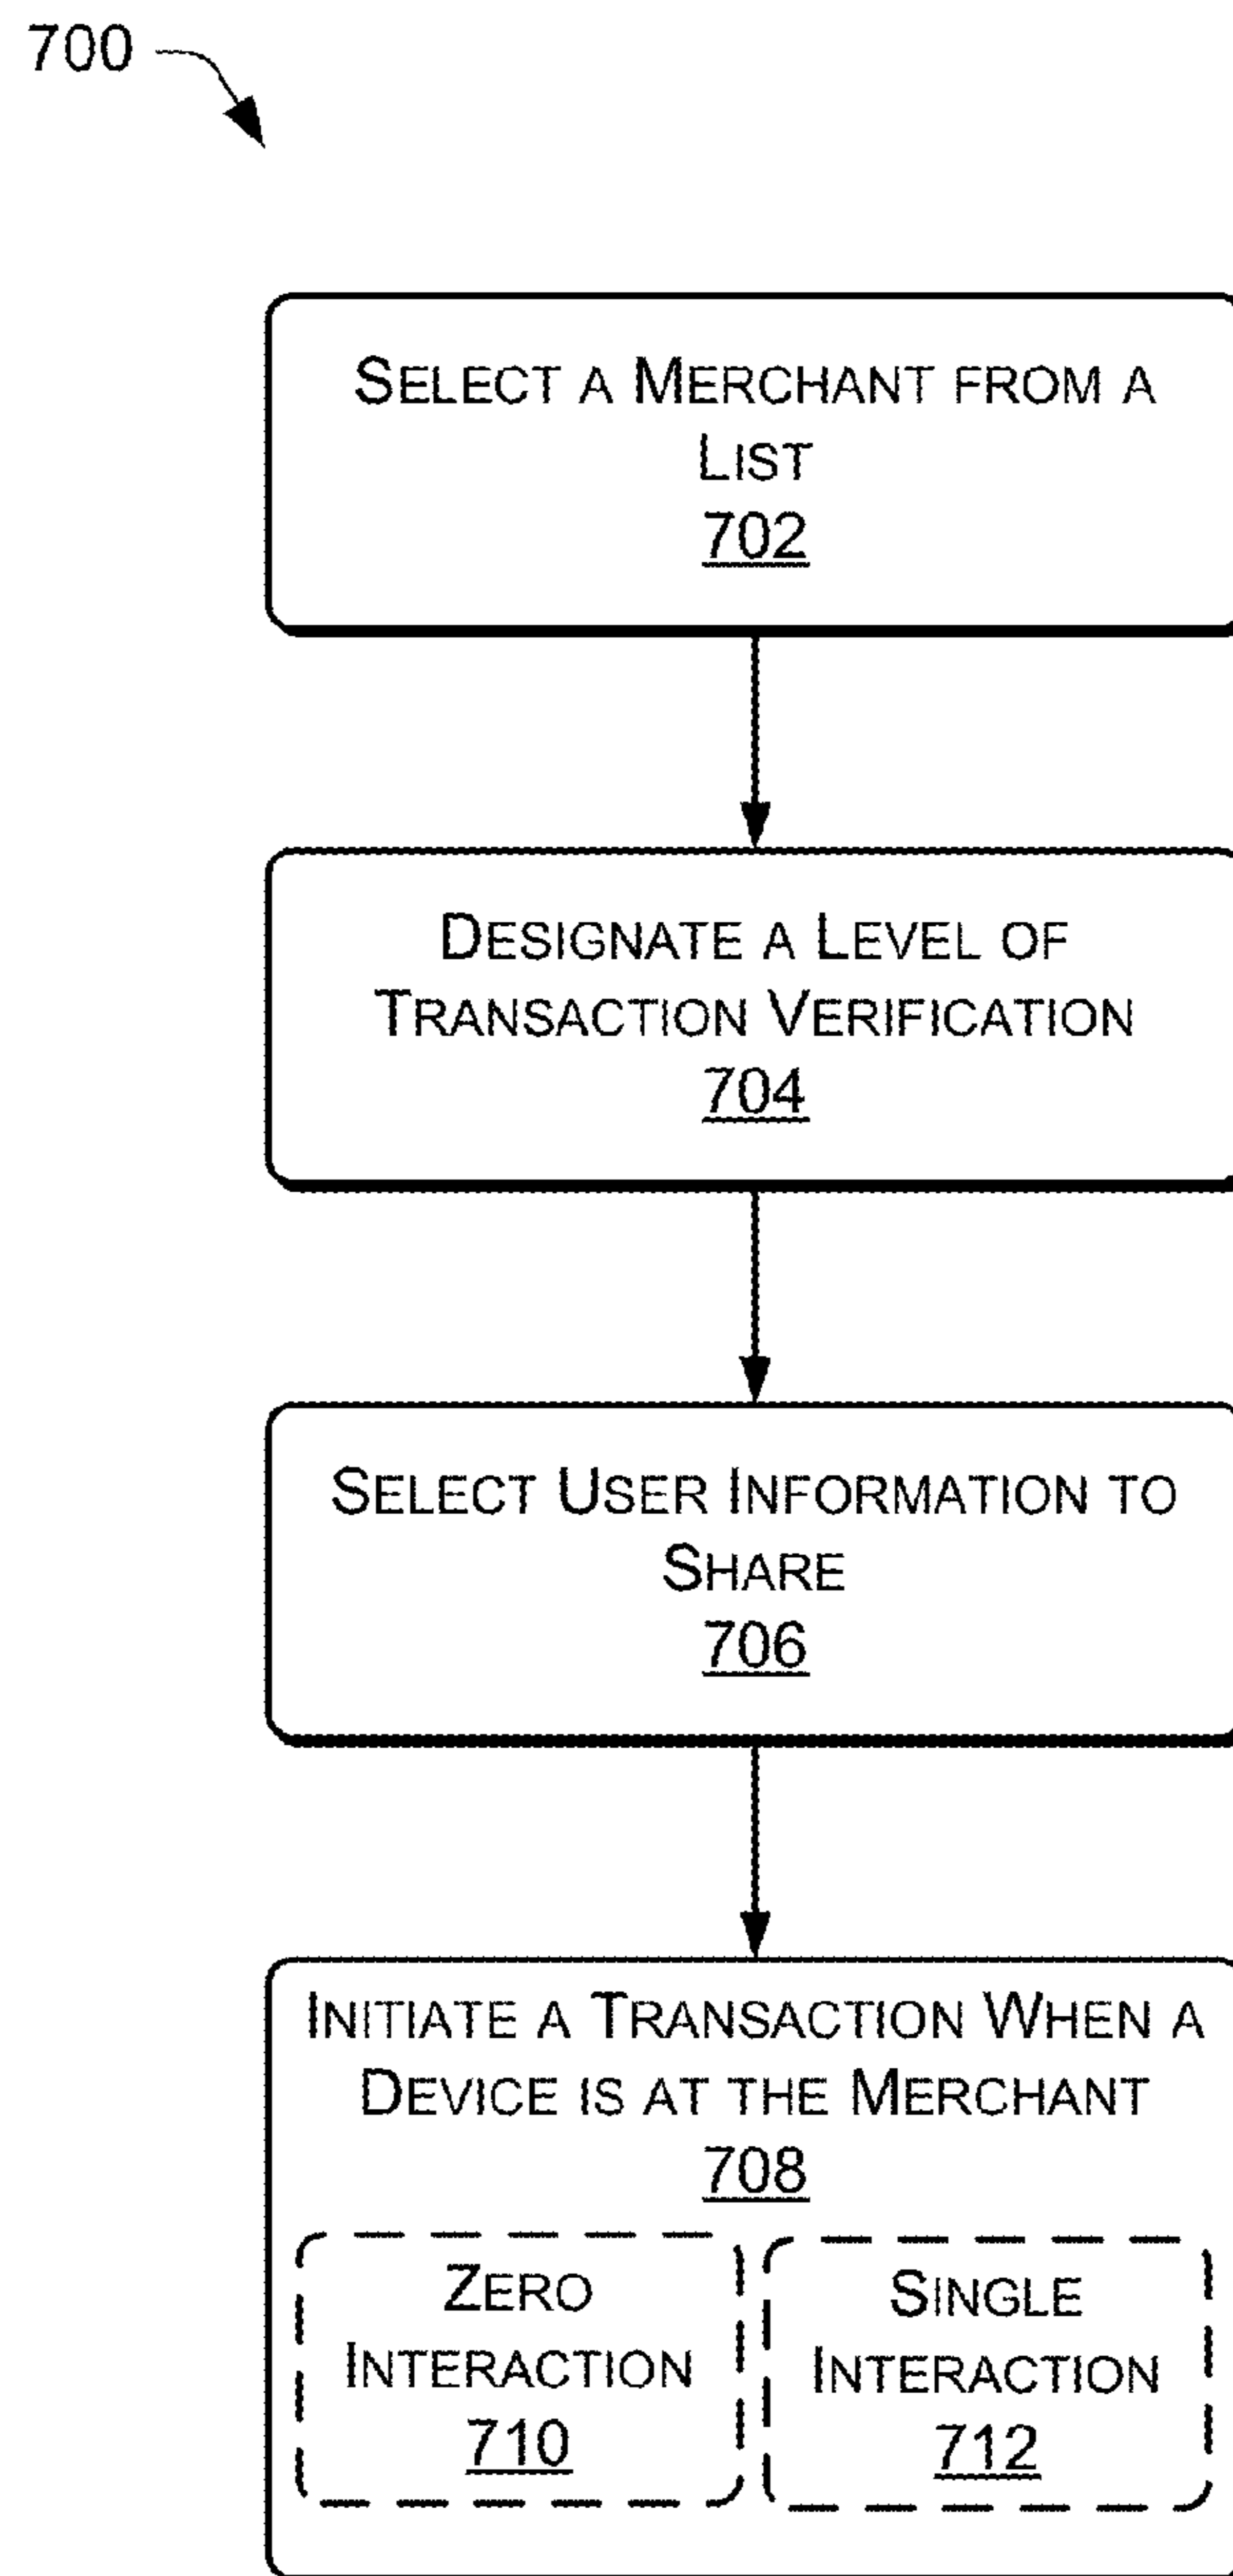 700
SELECT A MERCHANT FROM A
LIST
702
DESIGNATE A LEVEL OF
TRANSACTION VERIFICATION
704
SELECT USER INFORMATION TO
SHARE
706
INITIATE A TRANSACTION WHEN A
DEVICE IS AT THE MERCHANT
708
ZERO
INTERACTION
710
SINGLE
INTERACTION
712